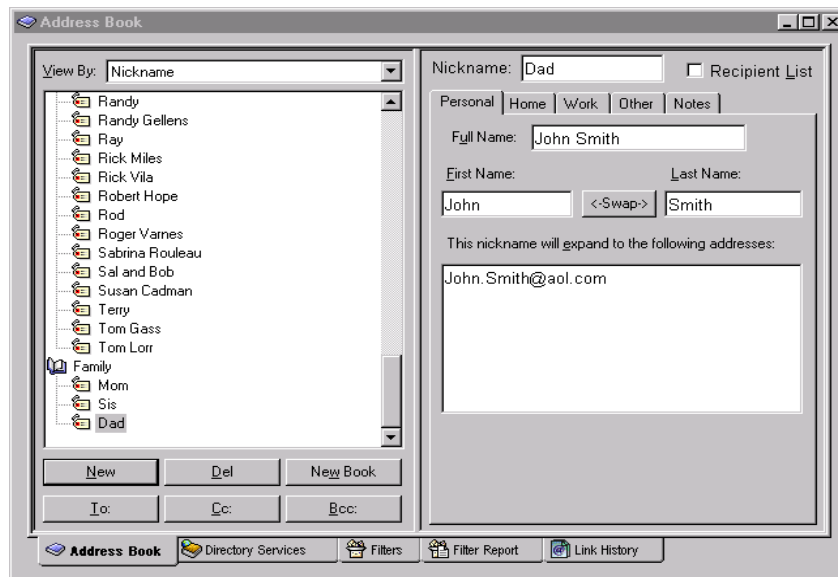 Address Book
View By: Nickname
Randy
Randy Gellens
Ray
Rick Miles
Rick Vila
Robert Hope
Rod
Roger Varnes
Sabrina Rouleau
Sal and Bob
Susan Cadman
Terry
Tom Gass
Tom Lorr
Family
Mom
Sis
Dad
New Del New Book
To: Cc: Bcc:
Nickname: Dad Recipient List
Personal Home Work Other Notes
Full Name: John Smith
First Name: Last Name:
John <-Swap-> Smith
This nickname will expand to the following addresses:
John.Smith@aol.com
Address Book Directory Services Filters Filter Report Link History